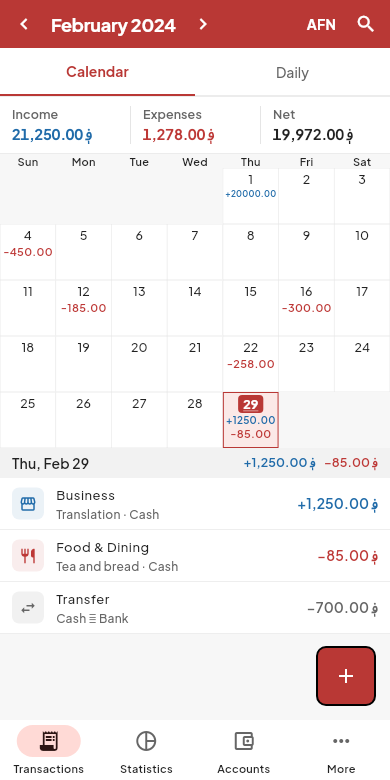 February 2024 AFN
Calendar Daily
Income Expenses Net
21,250.00؋ 1,278.00؋ 19,972.00؋
Sun Mon Tue Wed Thu Fri Sat
1 2 3
+20000.00
4 5 6 7 8 9 10
−450.00
11 12 13 14 15 16 17
−185.00 −300.00
18 19 20 21 22 23 24
−258.00
25 26 27 28 29
+1250.00
−85.00
Thu, Feb 29 +1,250.00؋ −85.00؋
Business
Translation · Cash
+1,250.00؋
Food & Dining
Tea and bread · Cash
−85.00؋
Transfer
Cash Bank
−700.00؋
Transactions Statistics Accounts More